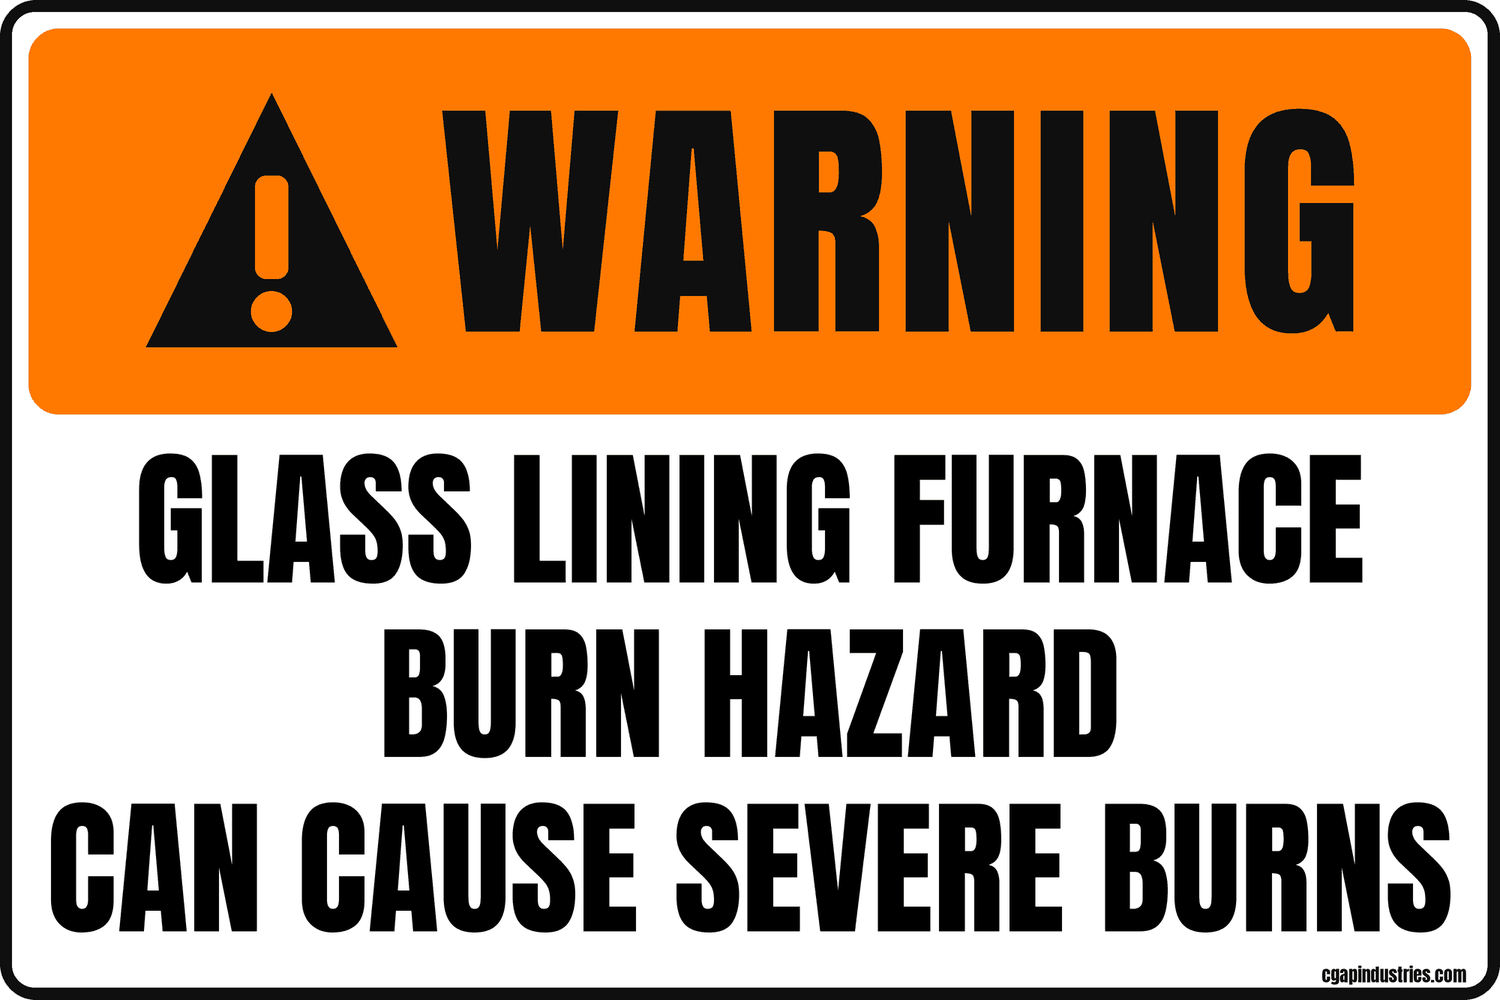 WARNING
GLASS LINING FURNACE
BURN HAZARD
CAN CAUSE SEVERE BURNS
cgapindustries.com